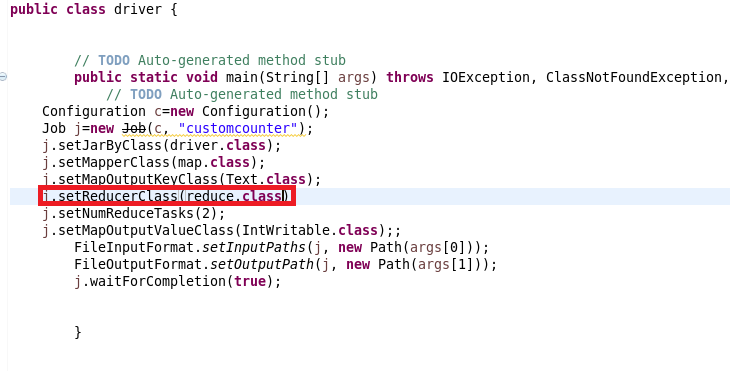 public class driver {
// TODO Auto-generated method stub
public static void main(String[] args) throws IOException, ClassNotFoundException,
// TODO Auto-generated method stub
Configuration c=new Configuration();
Job j=new Job(c, "customcounter");
j.setJarByClass(driver.class);
j.setMapperClass(map.class);
j.setMapOutputKeyClass(Text.class);
j.setReducerClass(reduce.class)
j.setNumReduceTasks(2);
j.setMapOutputValueClass(IntWritable.class);;
FileInputFormat.setInputPaths(j, new Path(args[0]));
FileOutputFormat.setOutputPath(j, new Path(args[1]));
j.waitForCompletion(true);
}